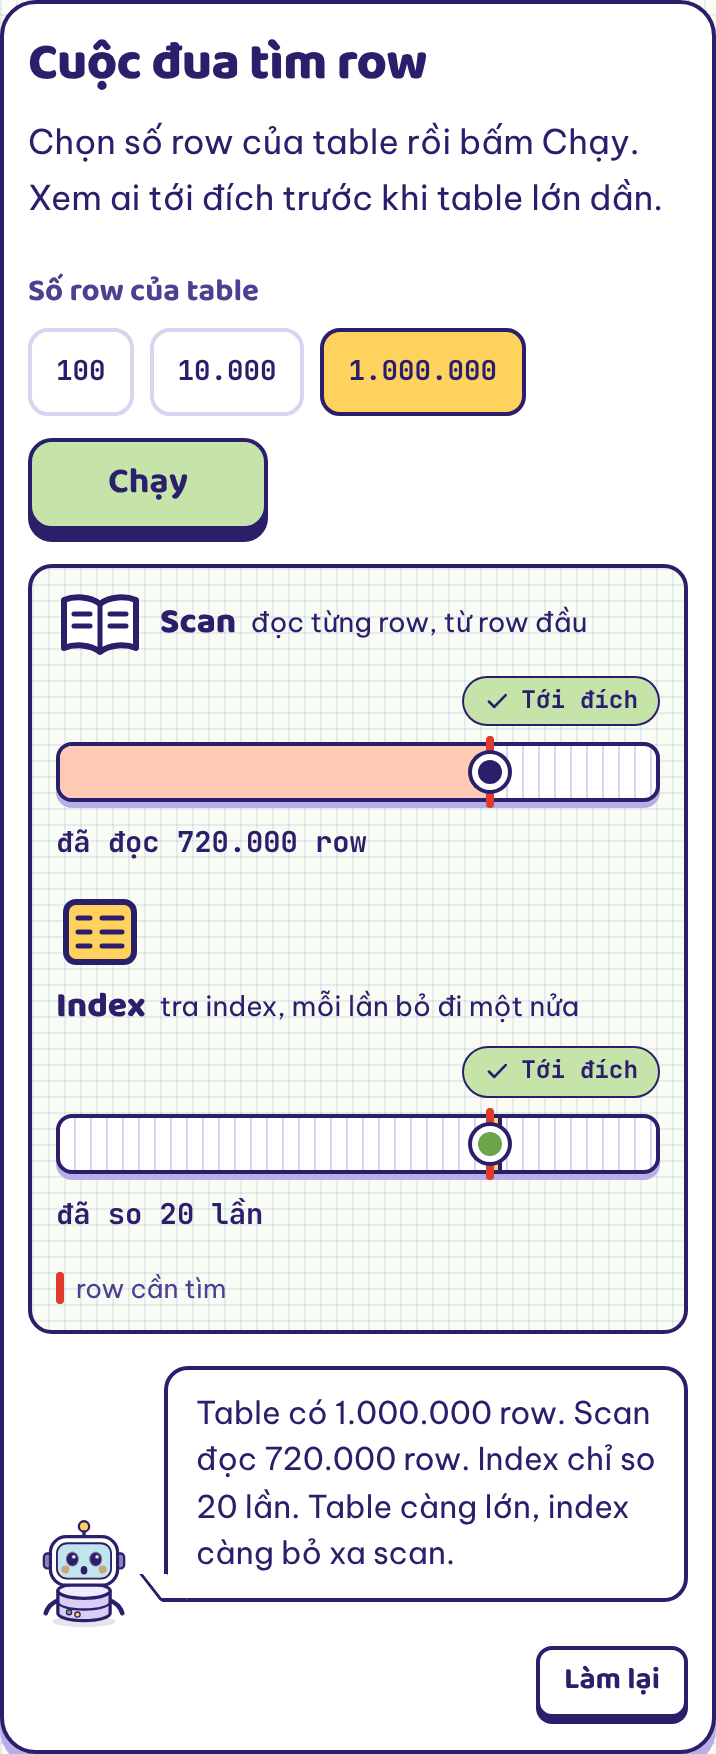 Cuộc đua tìm row
Chọn số row của table rồi bấm Chạy.
Xem ai tới đích trước khi table lớn dần.
Số row của table
100
10.000
1.000.000
Chạy
Scan đọc từng row, từ row đầu
✓ Tới đích
đã đọc 720.000 row
Index tra index, mỗi lần bỏ đi một nửa
✓ Tới đích
đã so 20 lần
row cần tìm
Table có 1.000.000 row. Scan
đọc 720.000 row. Index chỉ so
20 lần. Table càng lớn, index
càng bỏ xa scan.
Làm lại